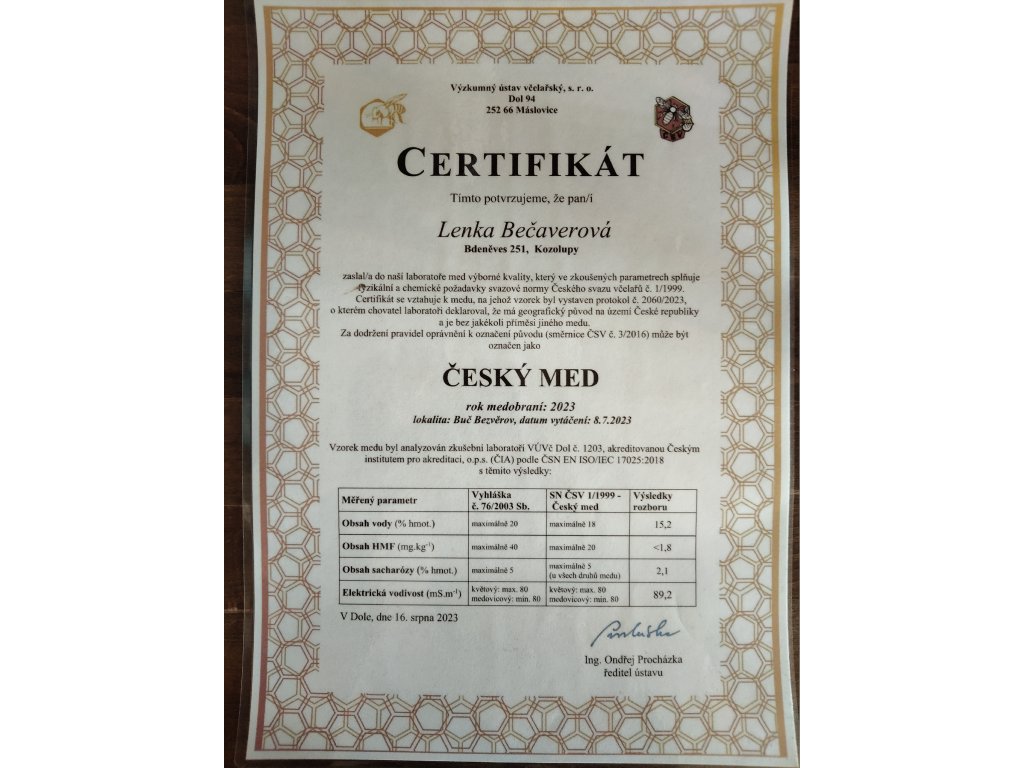 Výzkumný ústav včelařský, s. r. o.
Dol 94
252 66 Máslovice
ČSV
CERTIFIKÁT
Tímto potvrzujeme, že pan/í
Lenka Bečaverová
Bdeněves 251, Kozolupy
zaslal/a do naší laboratoře med výborné kvality, který ve zkoušených parametrech splňuje
fyzikální a chemické požadavky svazové normy Českého svazu včelařů č. 1/1999.
Certifikát se vztahuje k medu, na jehož vzorek byl vystaven protokol č. 2060/2023,
o kterém chovatel laboratoři deklaroval, že má geografický původ na území České republiky
a je bez jakékoli příměsi jiného medu.
Za dodržení pravidel oprávnění k označení původu (směrnice ČSV č. 3/2016) může být
označen jako
ČESKÝ MED
rok medobraní: 2023
lokalita: Buč Bezvěrov, datum vytáčení: 8.7.2023
Vzorek medu byl analyzován zkušební laboratoří VÚVč Dol č. 1203, akreditovanou Českým
institutem pro akreditaci, o.p.s. (ČIA) podle ČSN EN ISO/IEC 17025:2018
s těmito výsledky:
Měřený parametr Vyhláška č. 76/2003 Sb. SN ČSV 1/1999 - Český med Výsledky rozboru
Obsah vody (% hmot.) maximálně 20 maximálně 18 15,2
Obsah HMF (mg.kg⁻¹) maximálně 40 maximálně 20 <1,8
Obsah sacharózy (% hmot.) maximálně 5 maximálně 5 (u všech druhů medu) 2,1
Elektrická vodivost (mS.m⁻¹) květový: max. 80 medovicový: min. 80 květový: max. 80 medovicový: min. 80 89,2
V Dole, dne 16. srpna 2023
Ing. Ondřej Procházka
ředitel ústavu